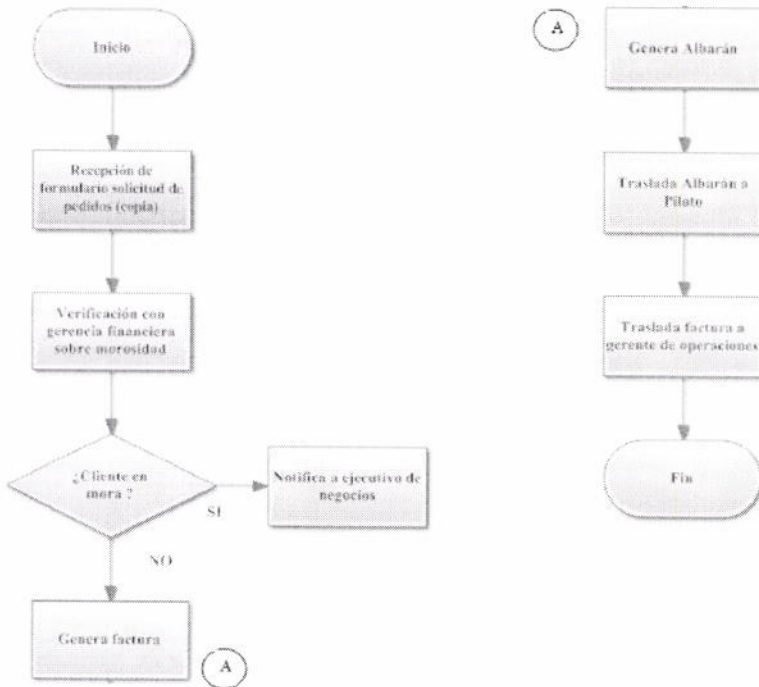 Inicio
Recepción de
formulario solicitud de
pedidos (copia)
Verificación con
gerencia financiera
sobre morosidad
¿Cliente en
mora ?
SI
Notifica a ejecutivo de
negocios
NO
Genera factura
A
A
Genera Albarán
Traslada Albarán a
Piloto
Traslada factura a
gerente de operaciones
Fin